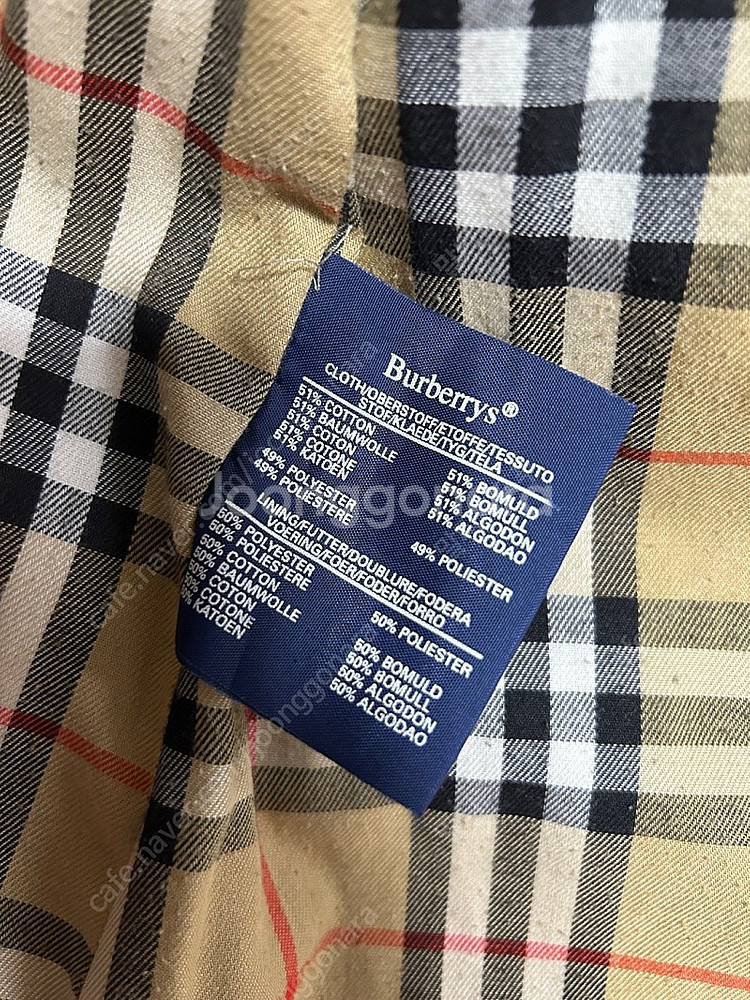 Burberrys®
CLOTH/OBERSTOFF/ETOFFE/TESSUTO
STOF/KLAEDE/TYG/TELA
51% COTTON
51% BAUMWOLLE
51% COTON
51% COTONE
51% KATOEN
49% POLYESTER
49% POLIESTERE
51% BOMULD
51% BOMULL
51% ALGODON
51% ALGODAO
49% POLIESTER
LINING/FUTTER/DOUBLURE/FODERA
VOERING/FOER/FODER/FORRO
50% POLYESTER
50% POLIESTERE
50% COTTON
50% BAUMWOLLE
50% COTON
COTONE
KATOEN
50% POLIESTER
50% BOMULD
50% BOMULL
50% ALGODON
50% ALGODAO
Joonggonara